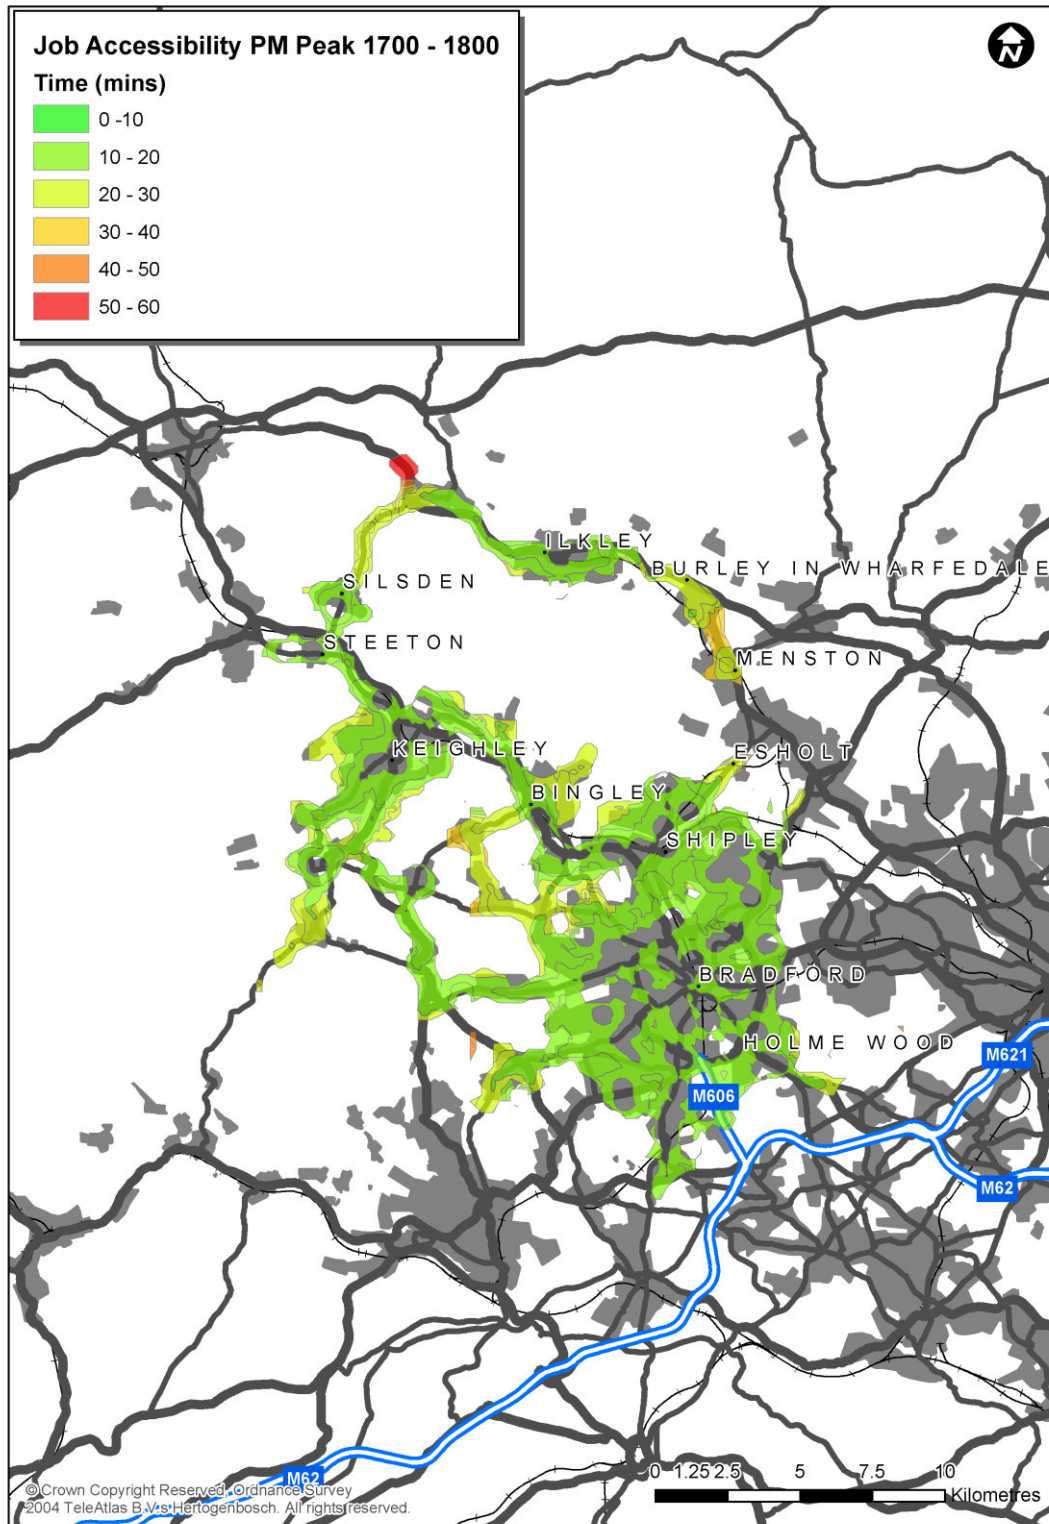 Job Accessibility PM Peak 1700 - 1800
Time (mins)
0 -10
10 - 20
20 - 30
30 - 40
40 - 50
50 - 60
N
ILKLEY
BURLEY IN WHARFEDALE
SILSDEN
STEETON
MENSTON
KEIGHLEY
ESHOLT
BINGLEY
SHIPLEY
BRADFORD
HOLME WOOD
M621
M606
M62
M62
0 1.25 2.5 5 7.5 10
Kilometres
© Crown Copyright Reserved, Ordnance Survey
2004 TeleAtlas B.V.s Hertogenbosch. All rights reserved.